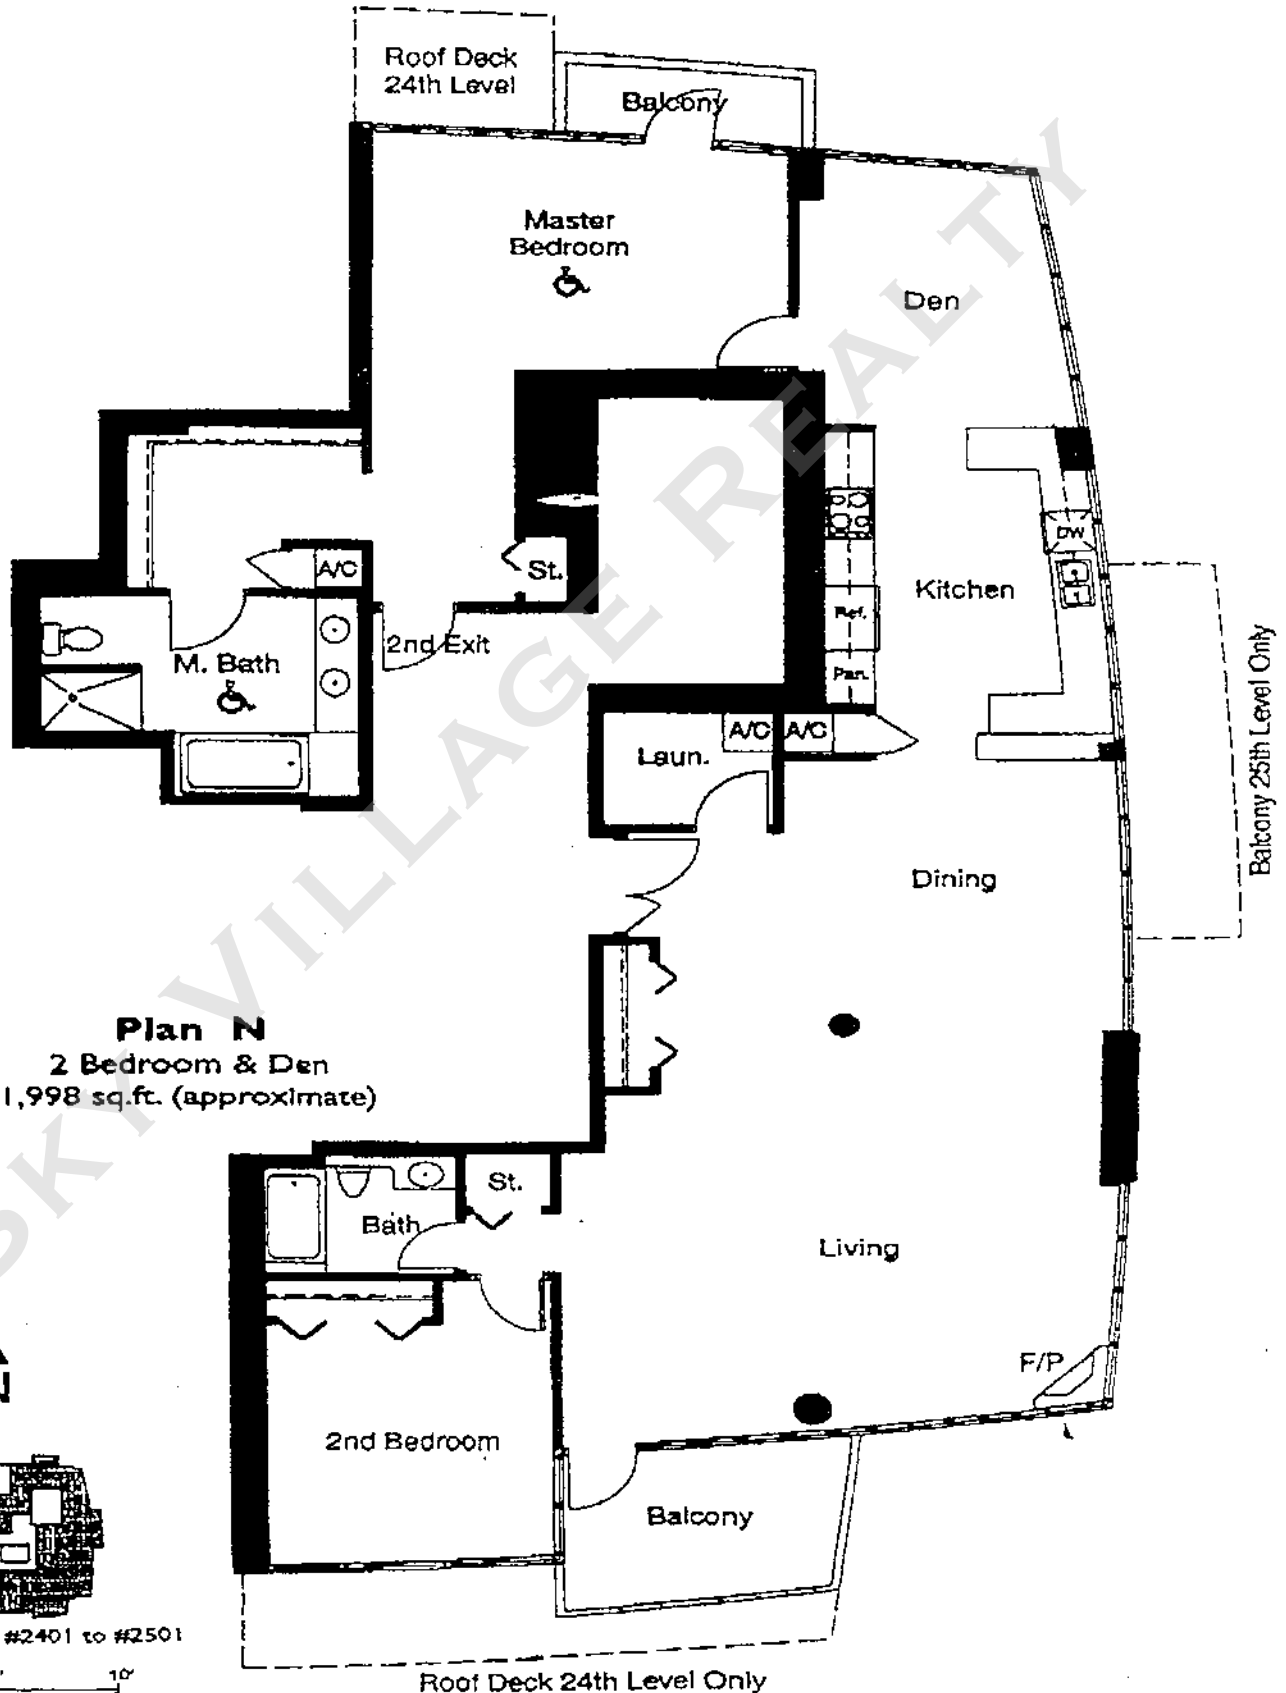 Roof Deck
24th Level
Balcony
Master
Bedroom
Den
A/C
St.
DW
Kitchen
Ref.
2nd Exit
M. Bath
Pan.
A/C
A/C
Laun.
Balcony 25th Level Only
Dining
Plan N
2 Bedroom & Den
1,998 sq.ft. (approximate)
St.
Bath
Living
F/P
2nd Bedroom
Balcony
#2401 to #2501
10'
Roof Deck 24th Level Only
SKY VILLAGE REALTY